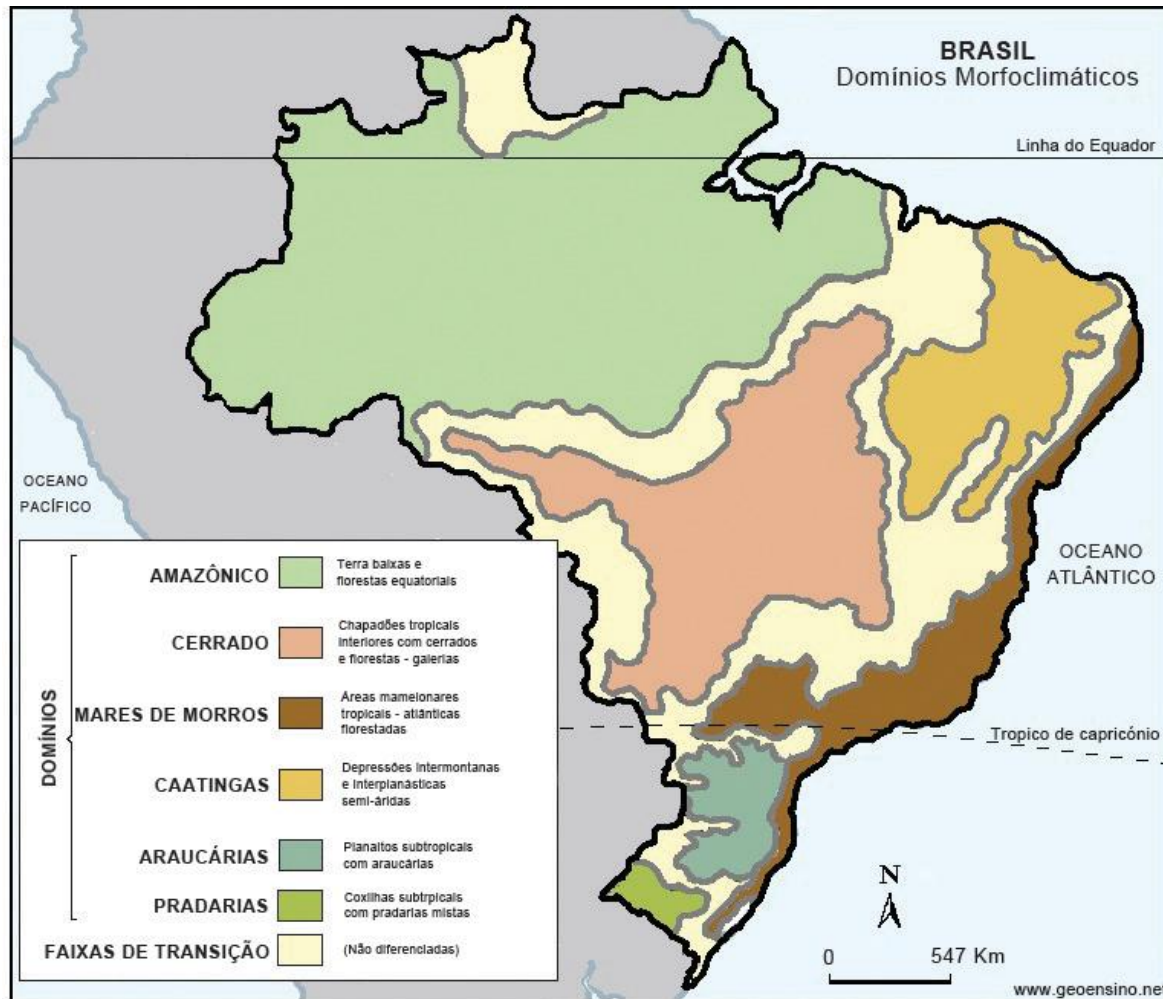 BRASIL
Domínios Morfoclimáticos
Linha do Equador
OCEANO
PACÍFICO
OCEANO
ATLÂNTICO
Tropico de capricónio
DOMÍNIOS
AMAZÔNICO
Terra baixas e
florestas equatoriais
CERRADO
Chapadões tropicais
Interiores com cerrados
e florestas - galerias
MARES DE MORROS
Áreas mamelonares
tropicais - atlânticas
florestadas
CAATINGAS
Depressões Intermontana
e Interplanásticas
semi-áridas
ARAUCÁRIAS
Planaltos subtropicais
com araucárias
PRADARIAS
Coxilhas subtrpicais
com pradarias mistas
FAIXAS DE TRANSIÇÃO
(Não diferenciadas)
N
0 547 Km
www.geoensino.net